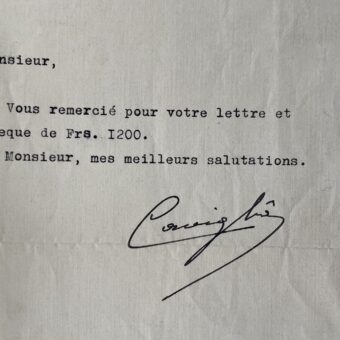 nsieur,
Vous remercié pour votre lettre et
eque de Frs. I200.
Monsieur, mes meilleurs salutations.